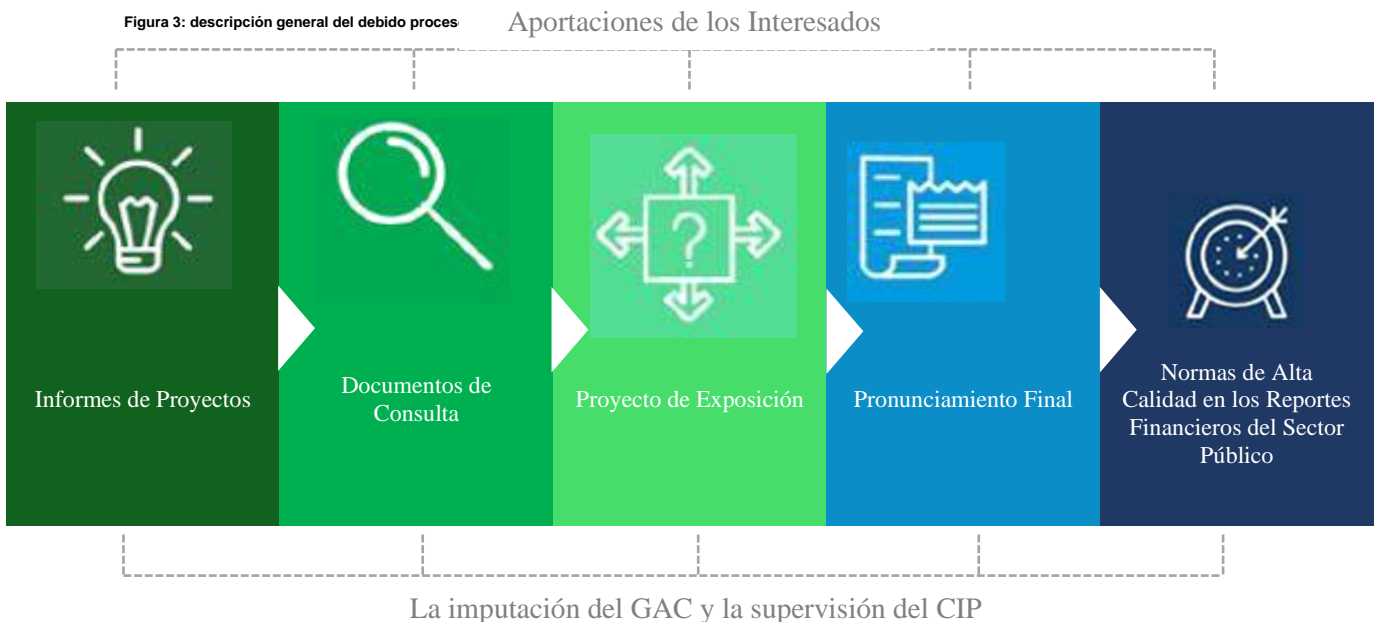 Figura 3: descripción general del debido proces
Aportaciones de los Interesados
?
Informes de Proyectos
Documentos de
Consulta
Proyecto de Exposición
Pronunciamiento Final
Normas de Alta
Calidad en los Reportes
Financieros del Sector
Público
La imputación del GAC y la supervisión del CIP